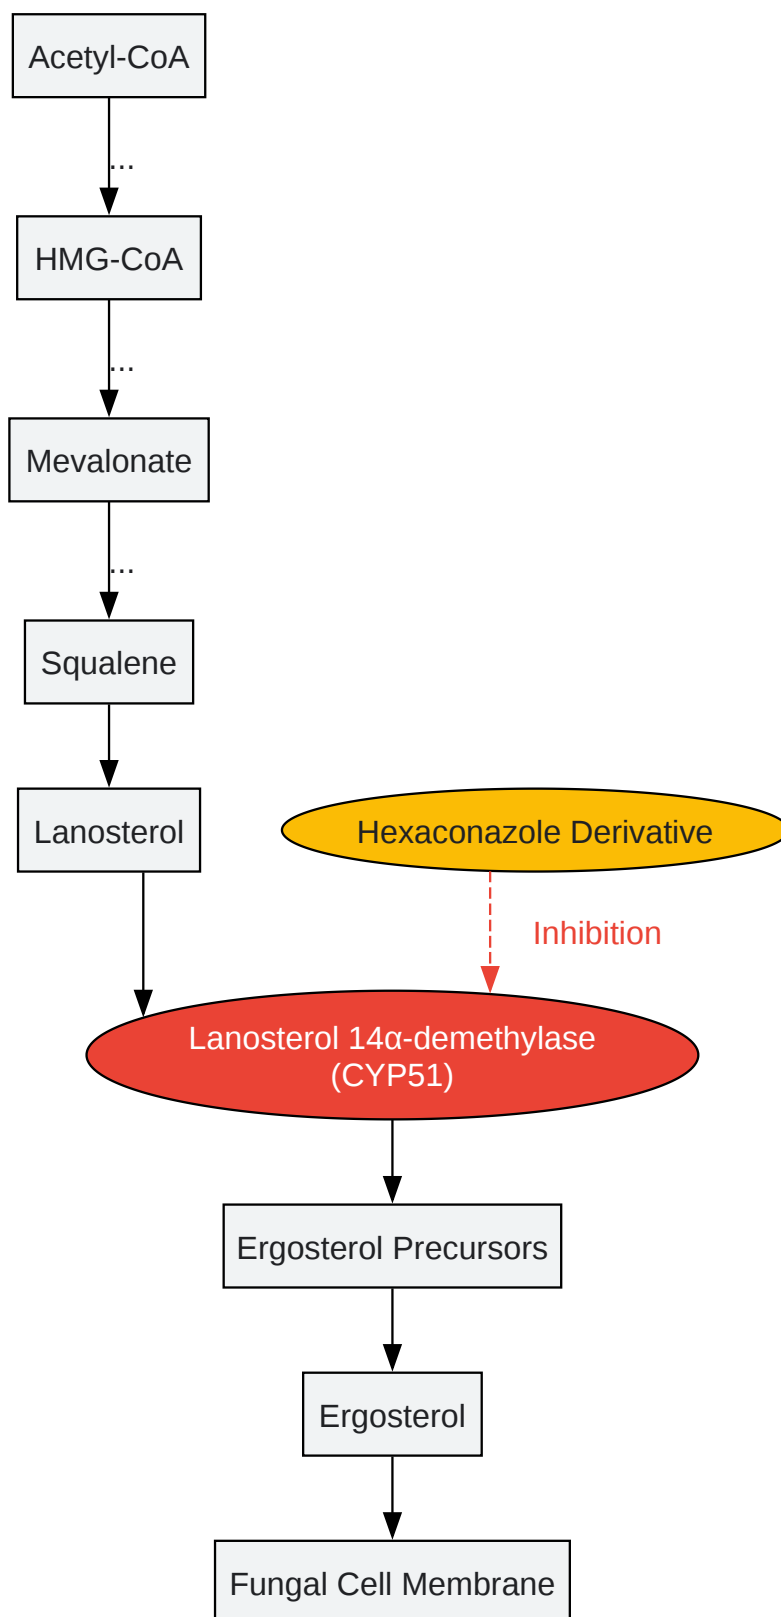 Acetyl-CoA
...
HMG-CoA
...
Mevalonate
...
Squalene
Lanosterol
Hexaconazole Derivative
Inhibition
Lanosterol 14α-demethylase
(CYP51)
Ergosterol Precursors
Ergosterol
Fungal Cell Membrane